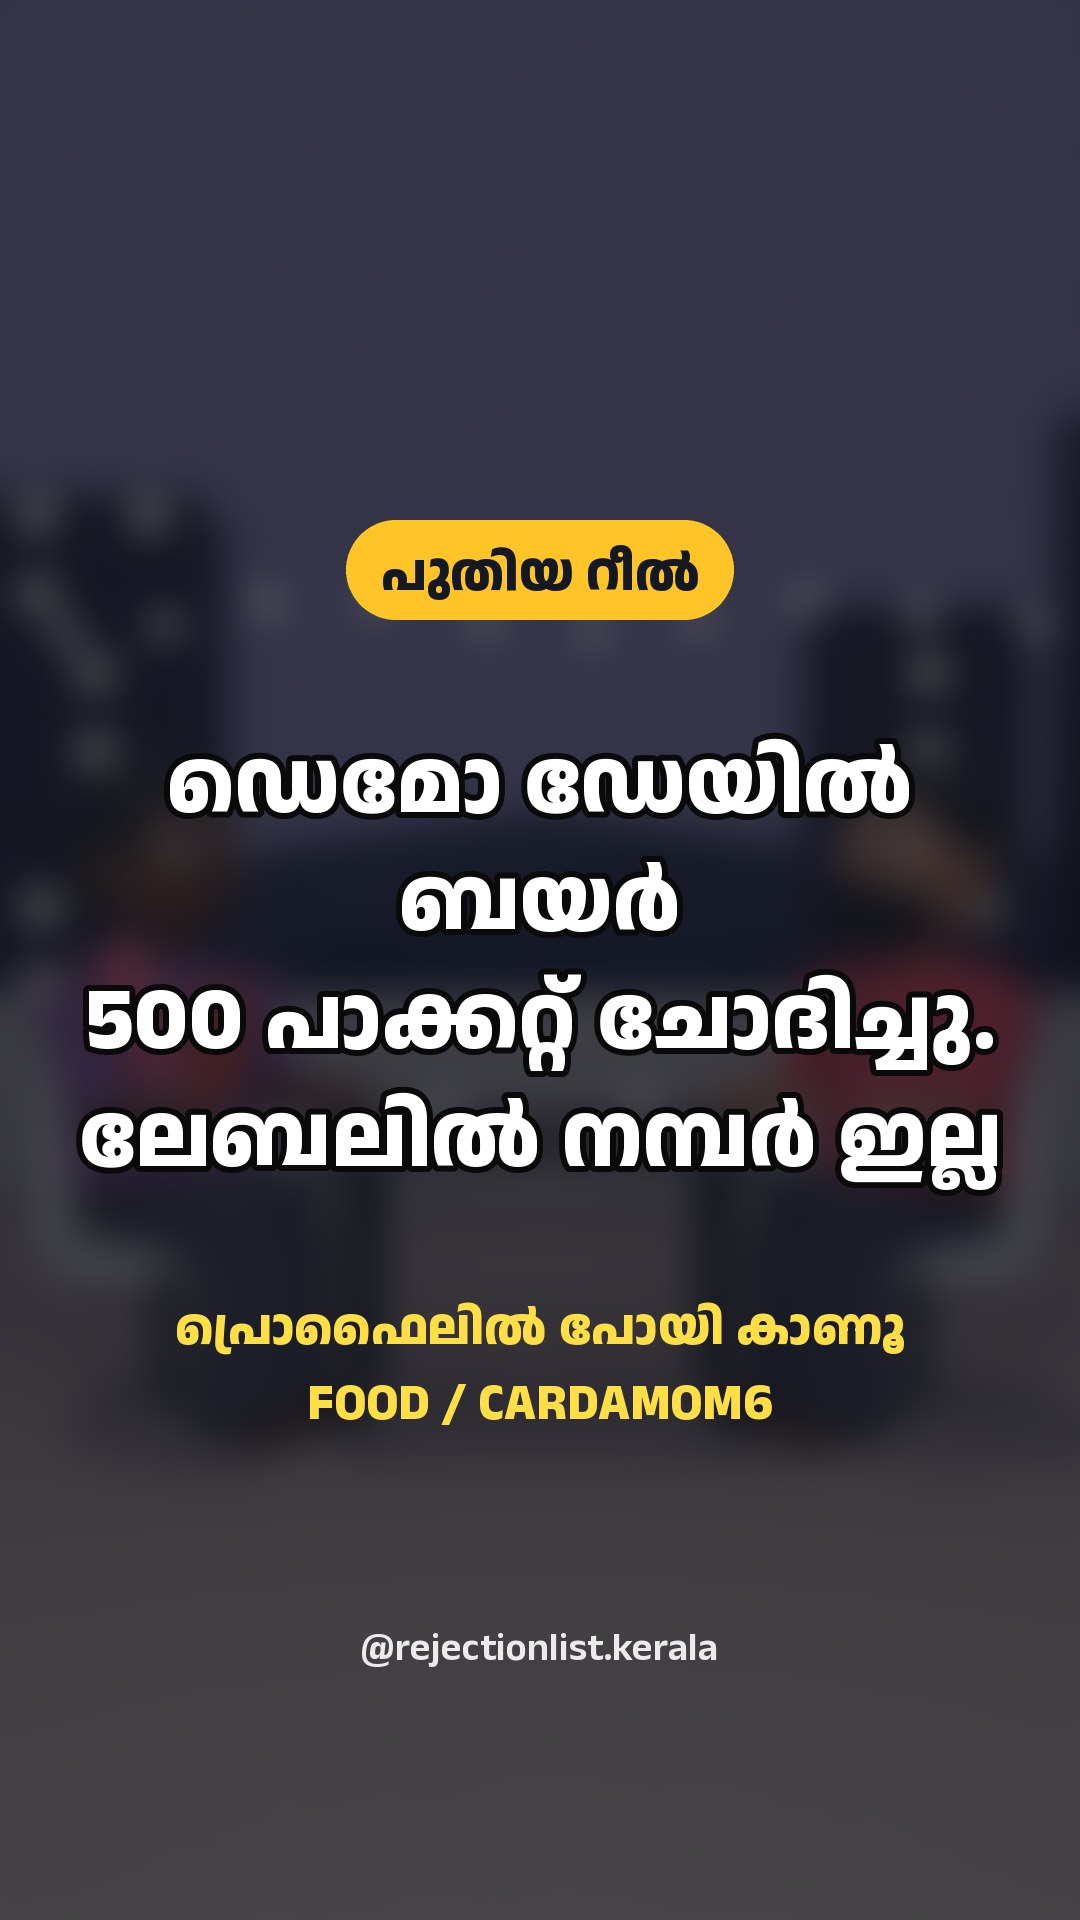 പുതിയ റീൽ
ഡെമോ ഡേയിൽ
ബയർ
500 പാക്കറ്റ് ചോദിച്ചു.
ലേബലിൽ നമ്പർ ഇല്ല
പ്രൊഫൈലിൽ പോയി കാണൂ
FOOD / CARDAMOM6
@rejectionlist.kerala